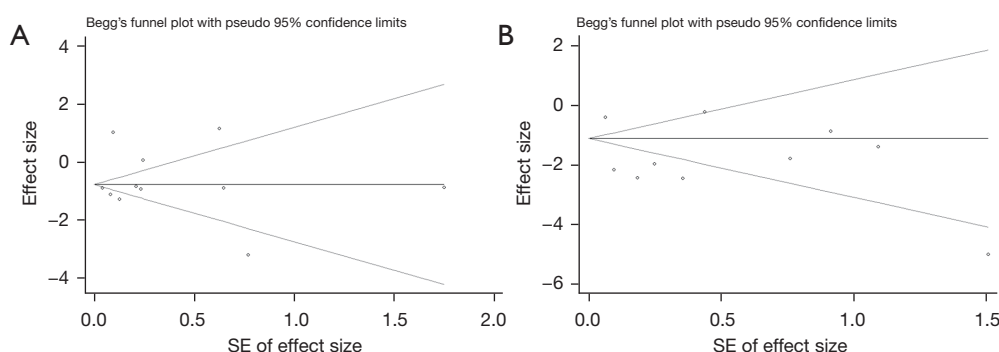 A
Begg's funnel plot with pseudo 95% confidence limits
4
2
0
−2
−4
Effect size
0.0
0.5
1.0
1.5
2.0
SE of effect size
B
Begg's funnel plot with pseudo 95% confidence limits
2
0
−2
−4
−6
Effect size
0.0
0.5
1.0
1.5
SE of effect size